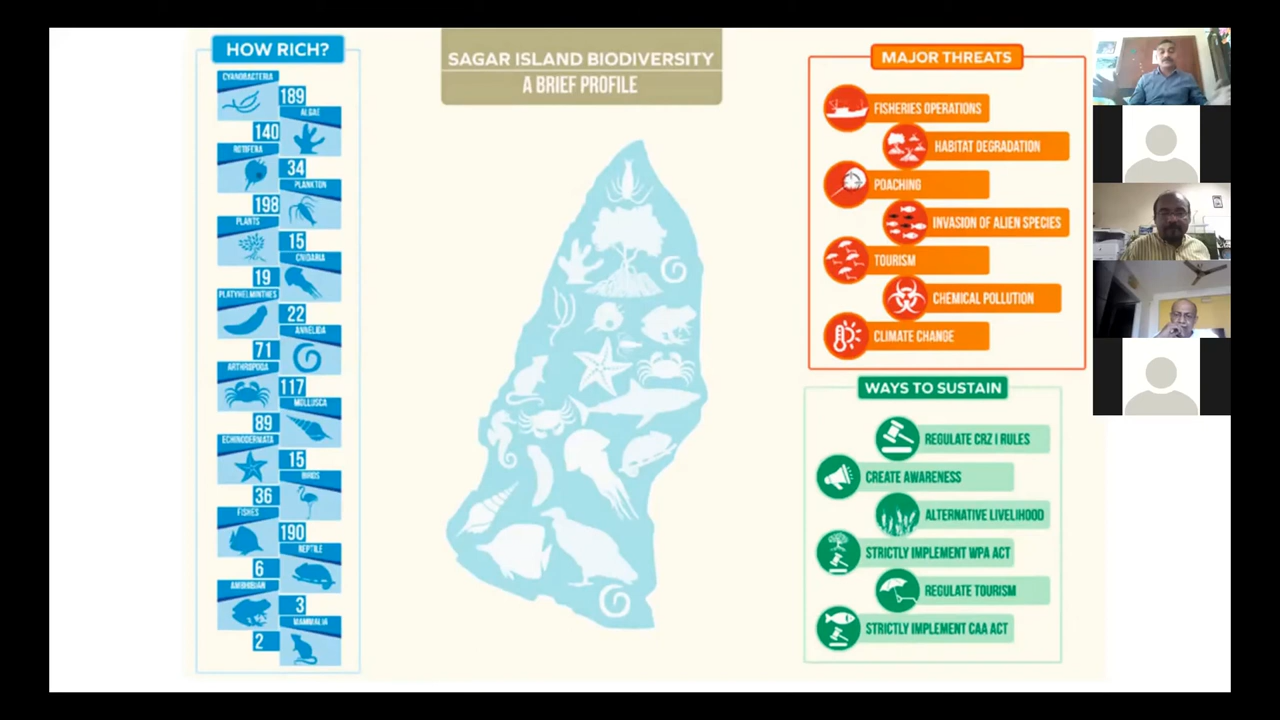 HOW RICH?
CYANOBACTERIA
189
ALGAE
140
ROTIFERA
34
PLANKTON
198
PLANTS
15
CNIDARIA
19
PLATYHELMINTHES
22
ANNELIDA
71
ARTHROPODA
117
MOLLUSCA
89
ECHINODERMATA
15
BIRDS
36
FISHES
190
REPTILE
6
AMPHIBIAN
3
MAMMALIA
2
SAGAR ISLAND BIODIVERSITY
A BRIEF PROFILE
MAJOR THREATS
FISHERIES OPERATIONS
HABITAT DEGRADATION
POACHING
INVASION OF ALIEN SPECIES
TOURISM
CHEMICAL POLLUTION
CLIMATE CHANGE
WAYS TO SUSTAIN
REGULATE CRZ I RULES
CREATE AWARENESS
ALTERNATIVE LIVELIHOOD
STRICTLY IMPLEMENT WPA ACT
REGULATE TOURISM
STRICTLY IMPLEMENT CAA ACT